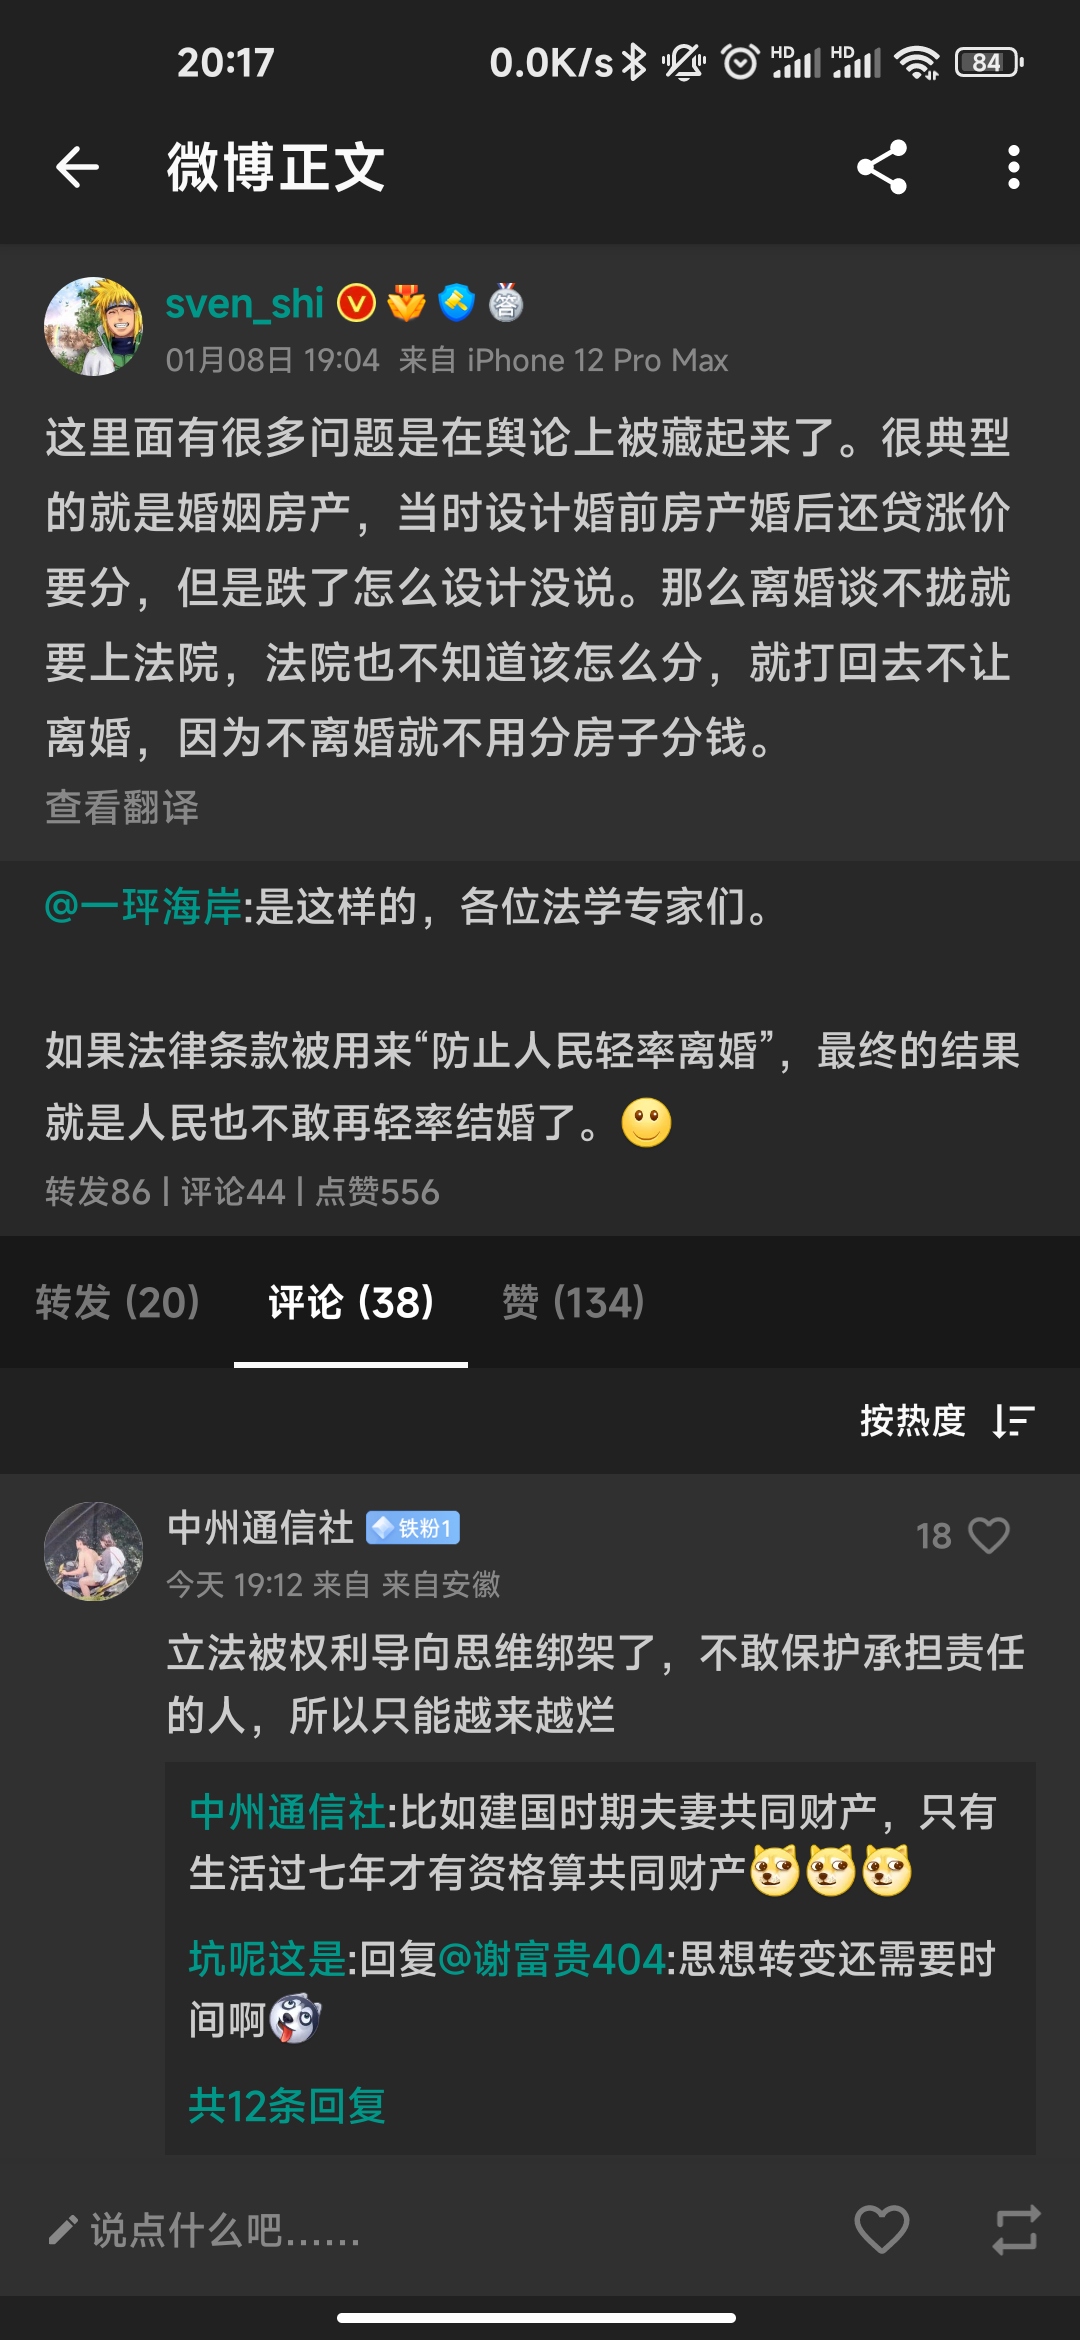 20:17
0.0K/s HD HD 84
微博正文
sven_shi V 答
01月08日 19:04 来自 iPhone 12 Pro Max
这里面有很多问题是在舆论上被藏起来了。很典型
的就是婚姻房产，当时设计婚前房产婚后还贷涨价
要分，但是跌了怎么设计没说。那么离婚谈不拢就
要上法院，法院也不知道该怎么分，就打回去不让
离婚，因为不离婚就不用分房子分钱。
查看翻译
@一玶海岸:是这样的，各位法学专家们。
如果法律条款被用来“防止人民轻率离婚”，最终的结果
就是人民也不敢再轻率结婚了。
转发86 | 评论44 | 点赞556
转发 (20) 评论 (38) 赞 (134)
按热度
中州通信社 铁粉1 18
今天 19:12 来自 来自安徽
立法被权利导向思维绑架了，不敢保护承担责任
的人，所以只能越来越烂
中州通信社:比如建国时期夫妻共同财产，只有
生活过七年才有资格算共同财产
坑呢这是:回复@谢富贵404:思想转变还需要时
间啊
共12条回复
说点什么吧......